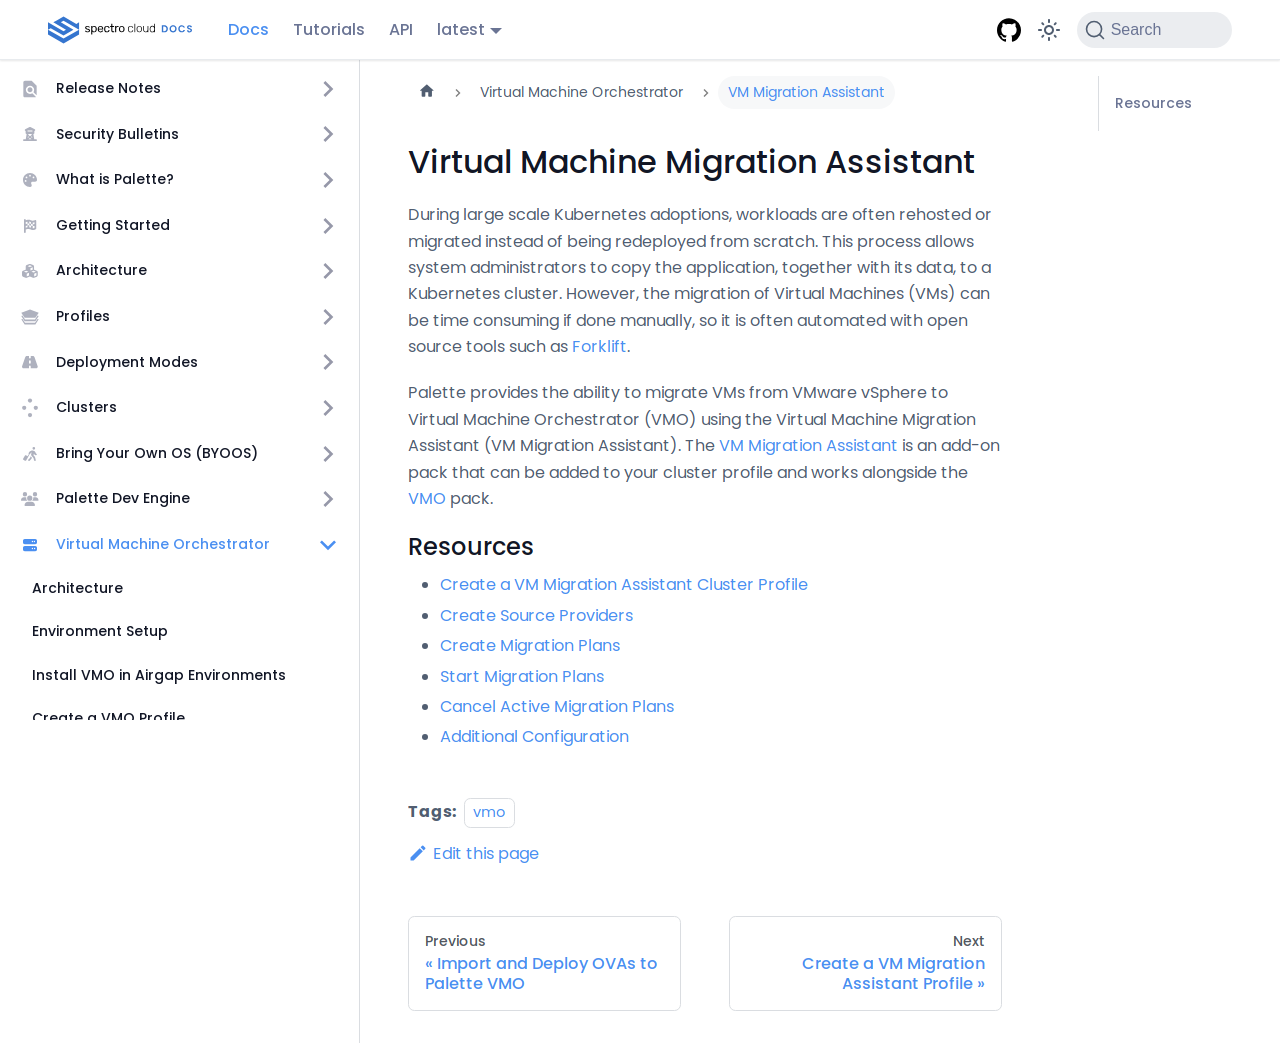 spectro cloud DOCS
Docs
Tutorials
API
latest
Search
Release Notes
Security Bulletins
What is Palette?
Getting Started
Architecture
Profiles
Deployment Modes
Clusters
Bring Your Own OS (BYOOS)
Palette Dev Engine
Virtual Machine Orchestrator
Architecture
Environment Setup
Install VMO in Airgap Environments
Create a VMO Profile
Virtual Machine Orchestrator
VM Migration Assistant
Virtual Machine Migration Assistant
During large scale Kubernetes adoptions, workloads are often rehosted or
migrated instead of being redeployed from scratch. This process allows
system administrators to copy the application, together with its data, to a
Kubernetes cluster. However, the migration of Virtual Machines (VMs) can
be time consuming if done manually, so it is often automated with open
source tools such as Forklift.
Palette provides the ability to migrate VMs from VMware vSphere to
Virtual Machine Orchestrator (VMO) using the Virtual Machine Migration
Assistant (VM Migration Assistant). The VM Migration Assistant is an add-on
pack that can be added to your cluster profile and works alongside the
VMO pack.
Resources
Create a VM Migration Assistant Cluster Profile
Create Source Providers
Create Migration Plans
Start Migration Plans
Cancel Active Migration Plans
Additional Configuration
Tags: vmo
Edit this page
Previous
« Import and Deploy OVAs to
Palette VMO
Next
Create a VM Migration
Assistant Profile »
Resources